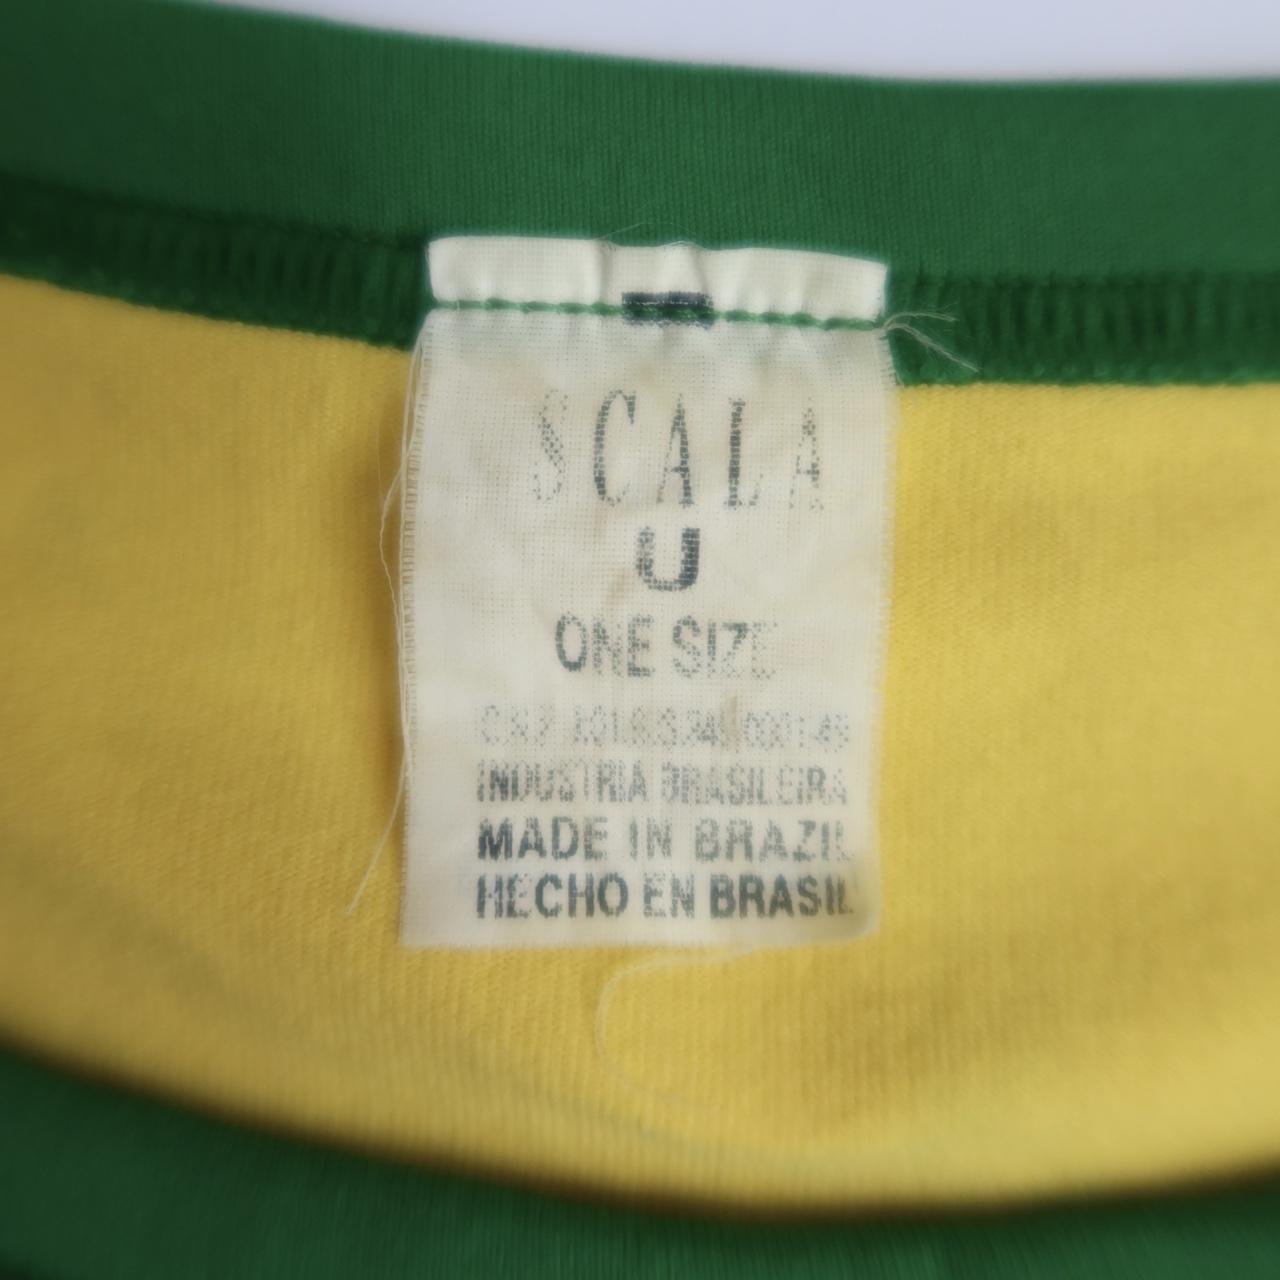 SCALA
U
ONE SIZE
INDUSTRIA BRASILEIRA
MADE IN BRAZIL
HECHO EN BRASIL